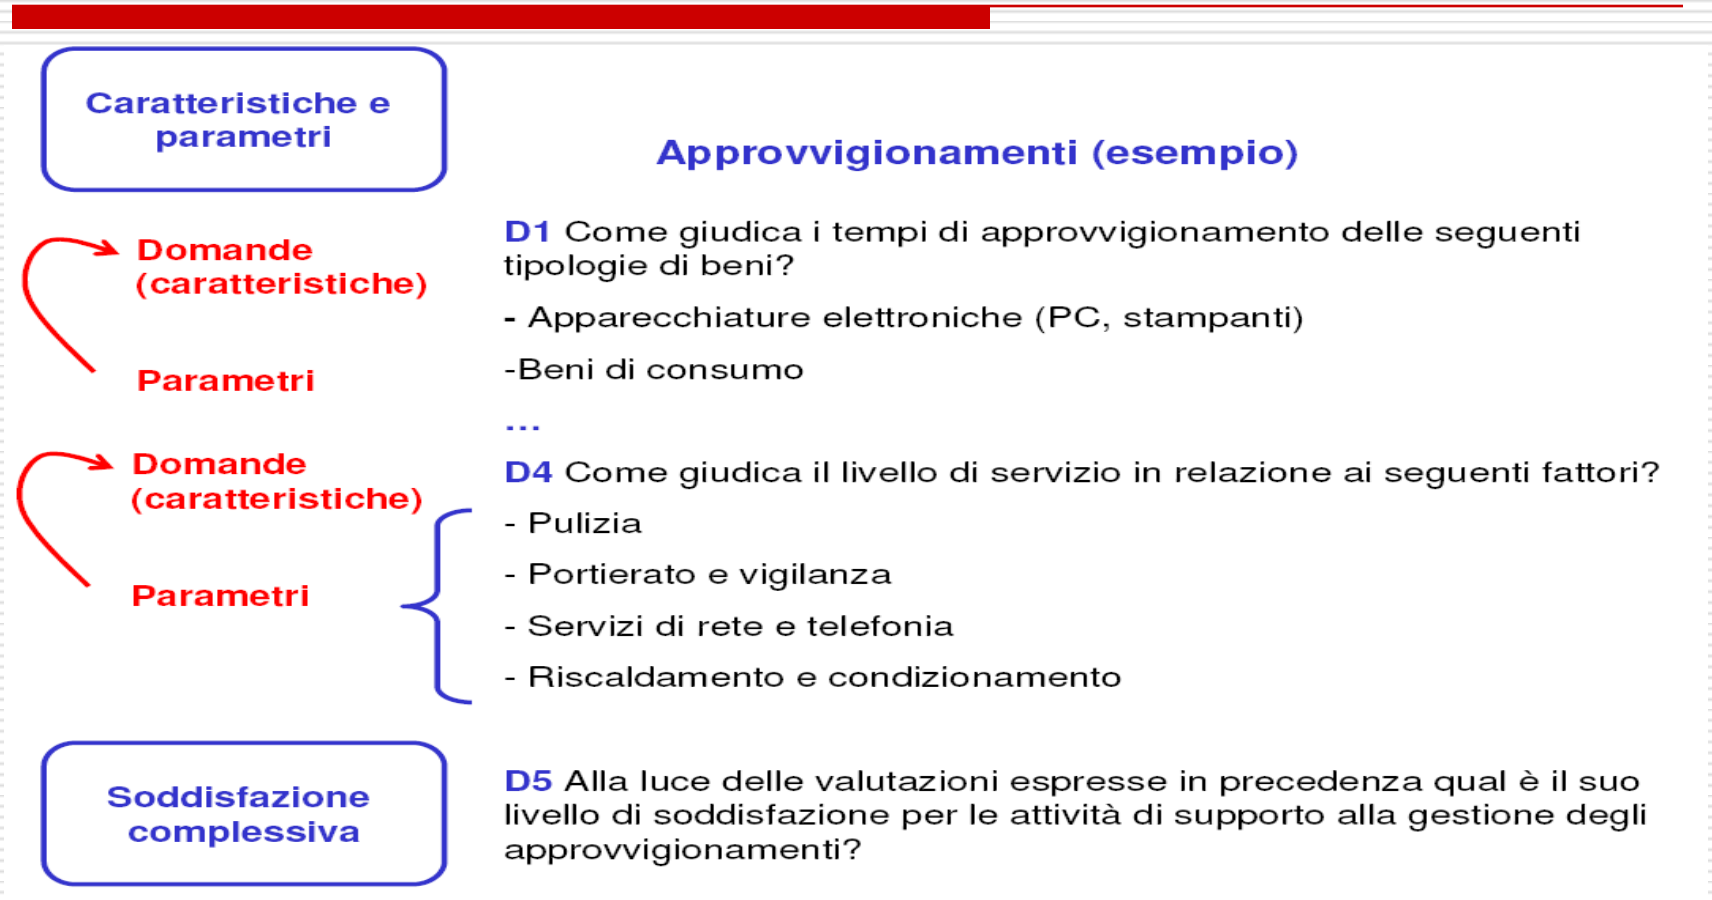 Caratteristiche e
parametri
Approvvigionamenti (esempio)
Domande
(caratteristiche)
Parametri
D1 Come giudica i tempi di approvvigionamento delle seguenti
tipologie di beni?
- Apparecchiature elettroniche (PC, stampanti)
-Beni di consumo
...
Domande
(caratteristiche)
Parametri
D4 Come giudica il livello di servizio in relazione ai seguenti fattori?
- Pulizia
- Portierato e vigilanza
- Servizi di rete e telefonia
- Riscaldamento e condizionamento
Soddisfazione
complessiva
D5 Alla luce delle valutazioni espresse in precedenza qual è il suo
livello di soddisfazione per le attività di supporto alla gestione degli
approvvigionamenti?